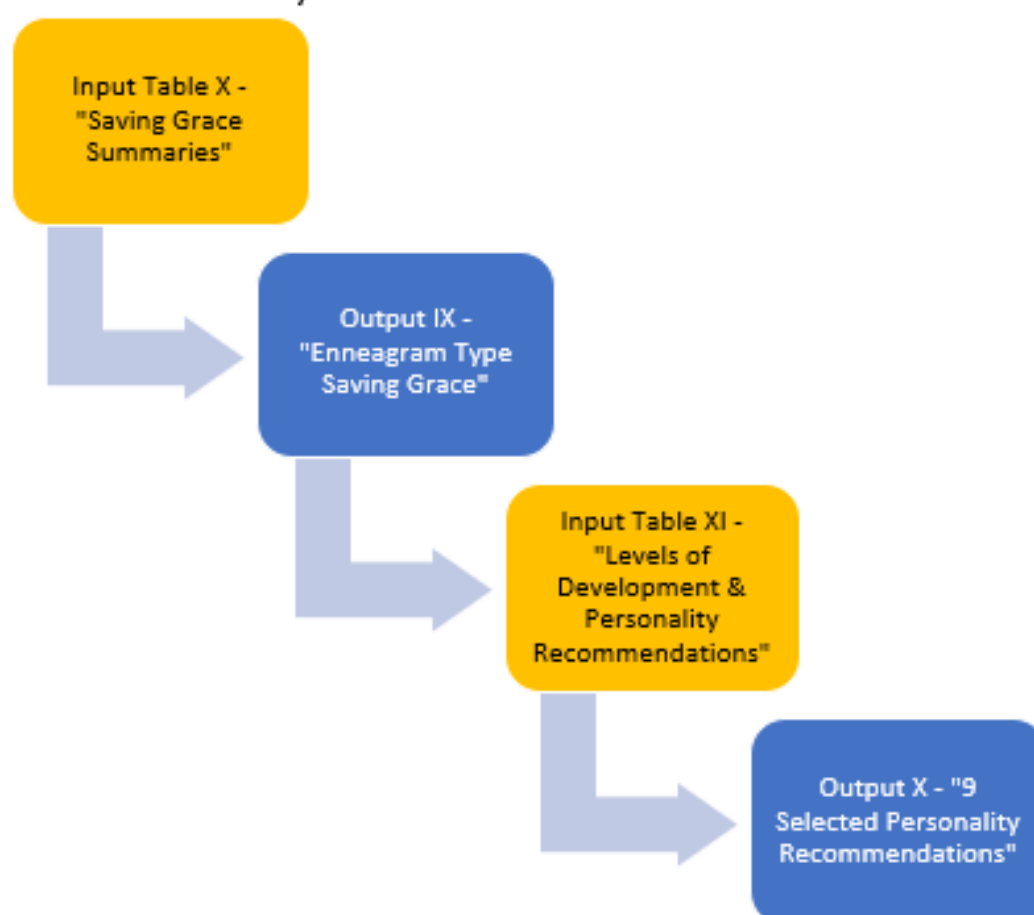 Input Table X -
"Saving Grace
Summaries"
Output IX -
"Enneagram Type
Saving Grace"
Input Table XI -
"Levels of
Development &
Personality
Recommendations"
Output X - "9
Selected Personality
Recommendations"